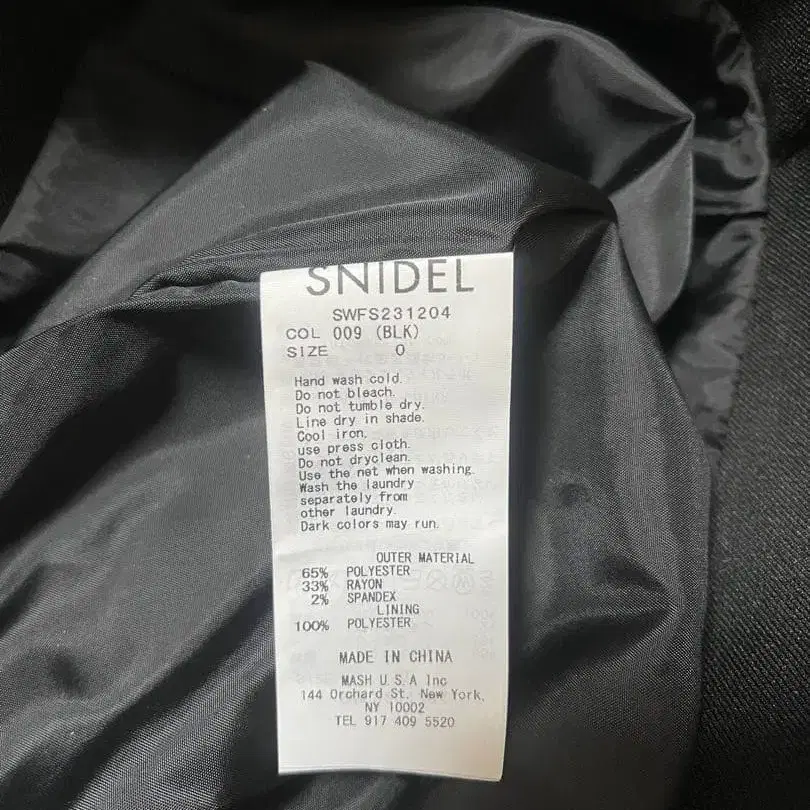 SNIDEL
SWFS231204
COL 009 (BLK)
SIZE 0
Hand wash cold.
Do not bleach.
Do not tumble dry.
Line dry in shade.
Cool iron.
use press cloth.
Do not dryclean.
Use the net when washing.
Wash the laundry
separately from
other laundry.
Dark colors may run.
OUTER MATERIAL
65% POLYESTER
33% RAYON
2% SPANDEX
LINING
100% POLYESTER
MADE IN CHINA
MASH U.S.A Inc
144 Orchard St. New York,
NY 10002
TEL 917 409 5520